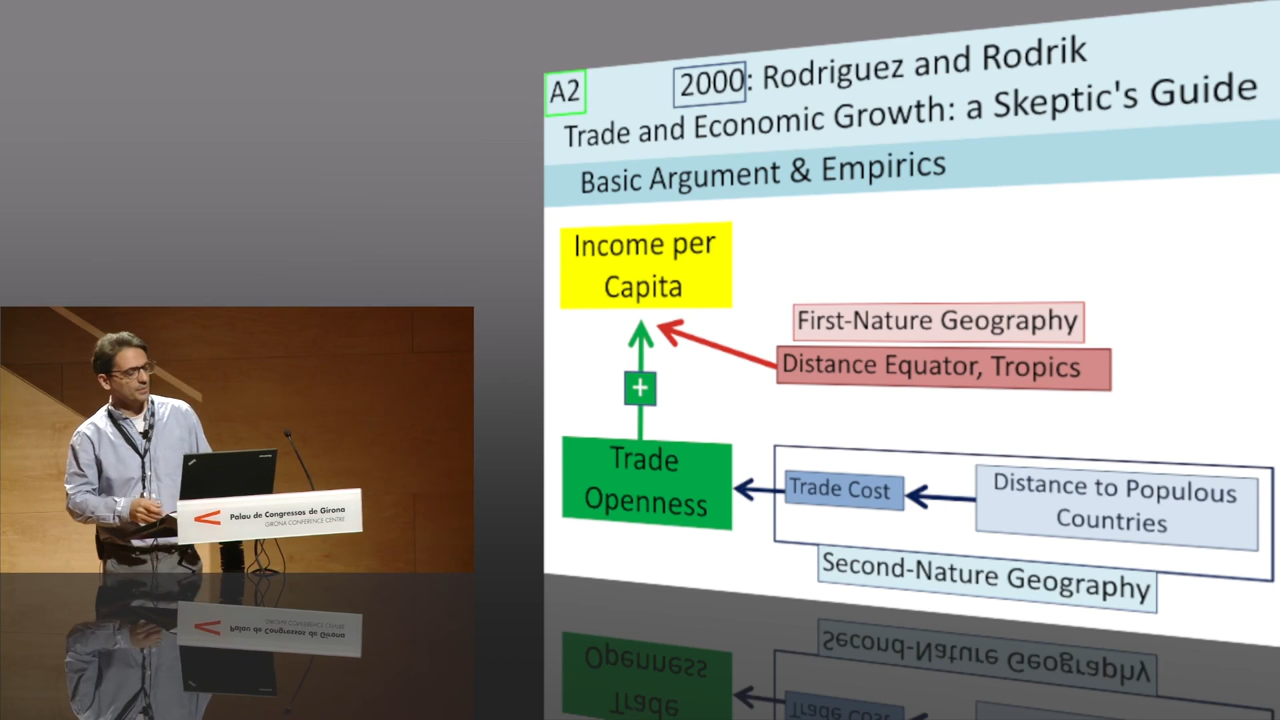 A2
2000: Rodriguez and Rodrik
Trade and Economic Growth: a Skeptic's Guide
Basic Argument & Empirics
Income per
Capita
First-Nature Geography
Distance Equator, Tropics
+
Trade
Openness
Trade Cost
Distance to Populous
Countries
Second-Nature Geography
Palau de Congressos de Girona
GIRONA CONFERENCE CENTRE